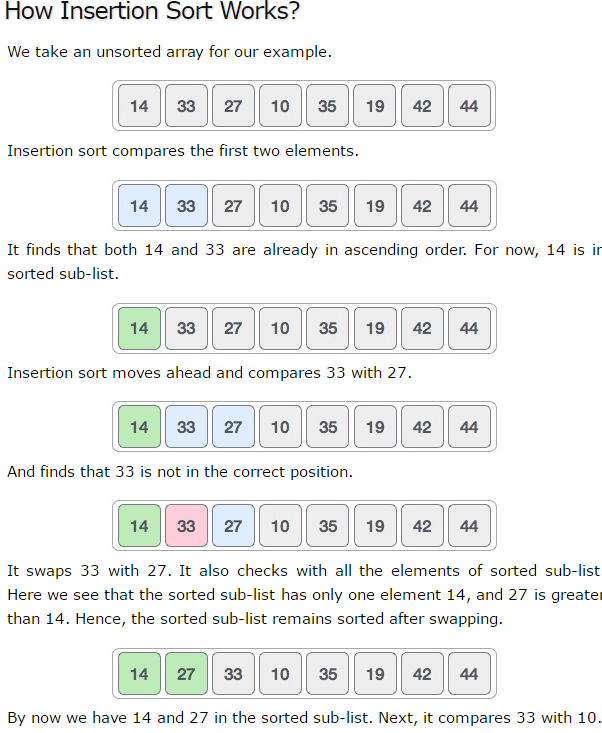 How Insertion Sort Works?
We take an unsorted array for our example.
14 33 27 10 35 19 42 44
Insertion sort compares the first two elements.
14 33 27 10 35 19 42 44
It finds that both 14 and 33 are already in ascending order. For now, 14 is in
sorted sub-list.
14 33 27 10 35 19 42 44
Insertion sort moves ahead and compares 33 with 27.
14 33 27 10 35 19 42 44
And finds that 33 is not in the correct position.
14 33 27 10 35 19 42 44
It swaps 33 with 27. It also checks with all the elements of sorted sub-list
Here we see that the sorted sub-list has only one element 14, and 27 is greater
than 14. Hence, the sorted sub-list remains sorted after swapping.
14 27 33 10 35 19 42 44
By now we have 14 and 27 in the sorted sub-list. Next, it compares 33 with 10.